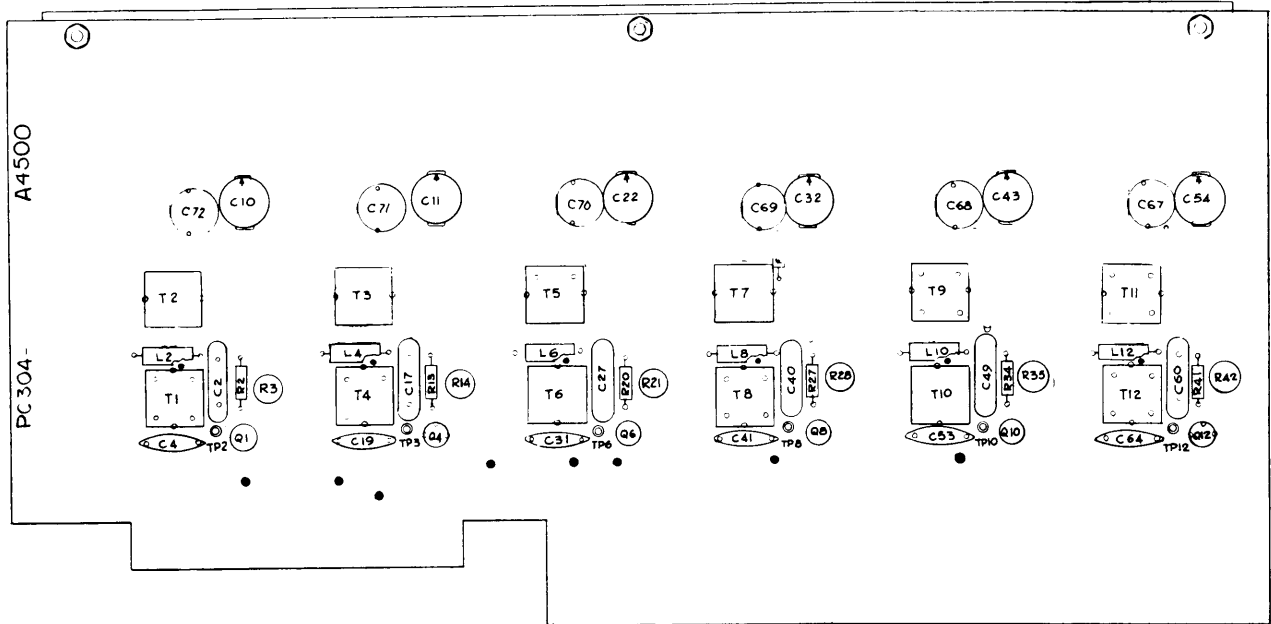 A4500
PC304-
C72 C10 C71 C11 C70 C22 C69 C32 C68 C43 C67 C54
T2 T3 T5 T7 T9 T11
L2 L4 L6 L8 L10 L12
T1 C2 R2 R3 T4 C17 R13 R14 T6 C27 R20 R21 T8 C40 R27 R28 T10 C49 R34 R35 T12 C60 R41 R42
C4 TP2 Q1 C19 TP3 Q4 C31 TP6 Q6 C41 TP8 Q8 C53 TP10 Q10 C64 TP12 Q12